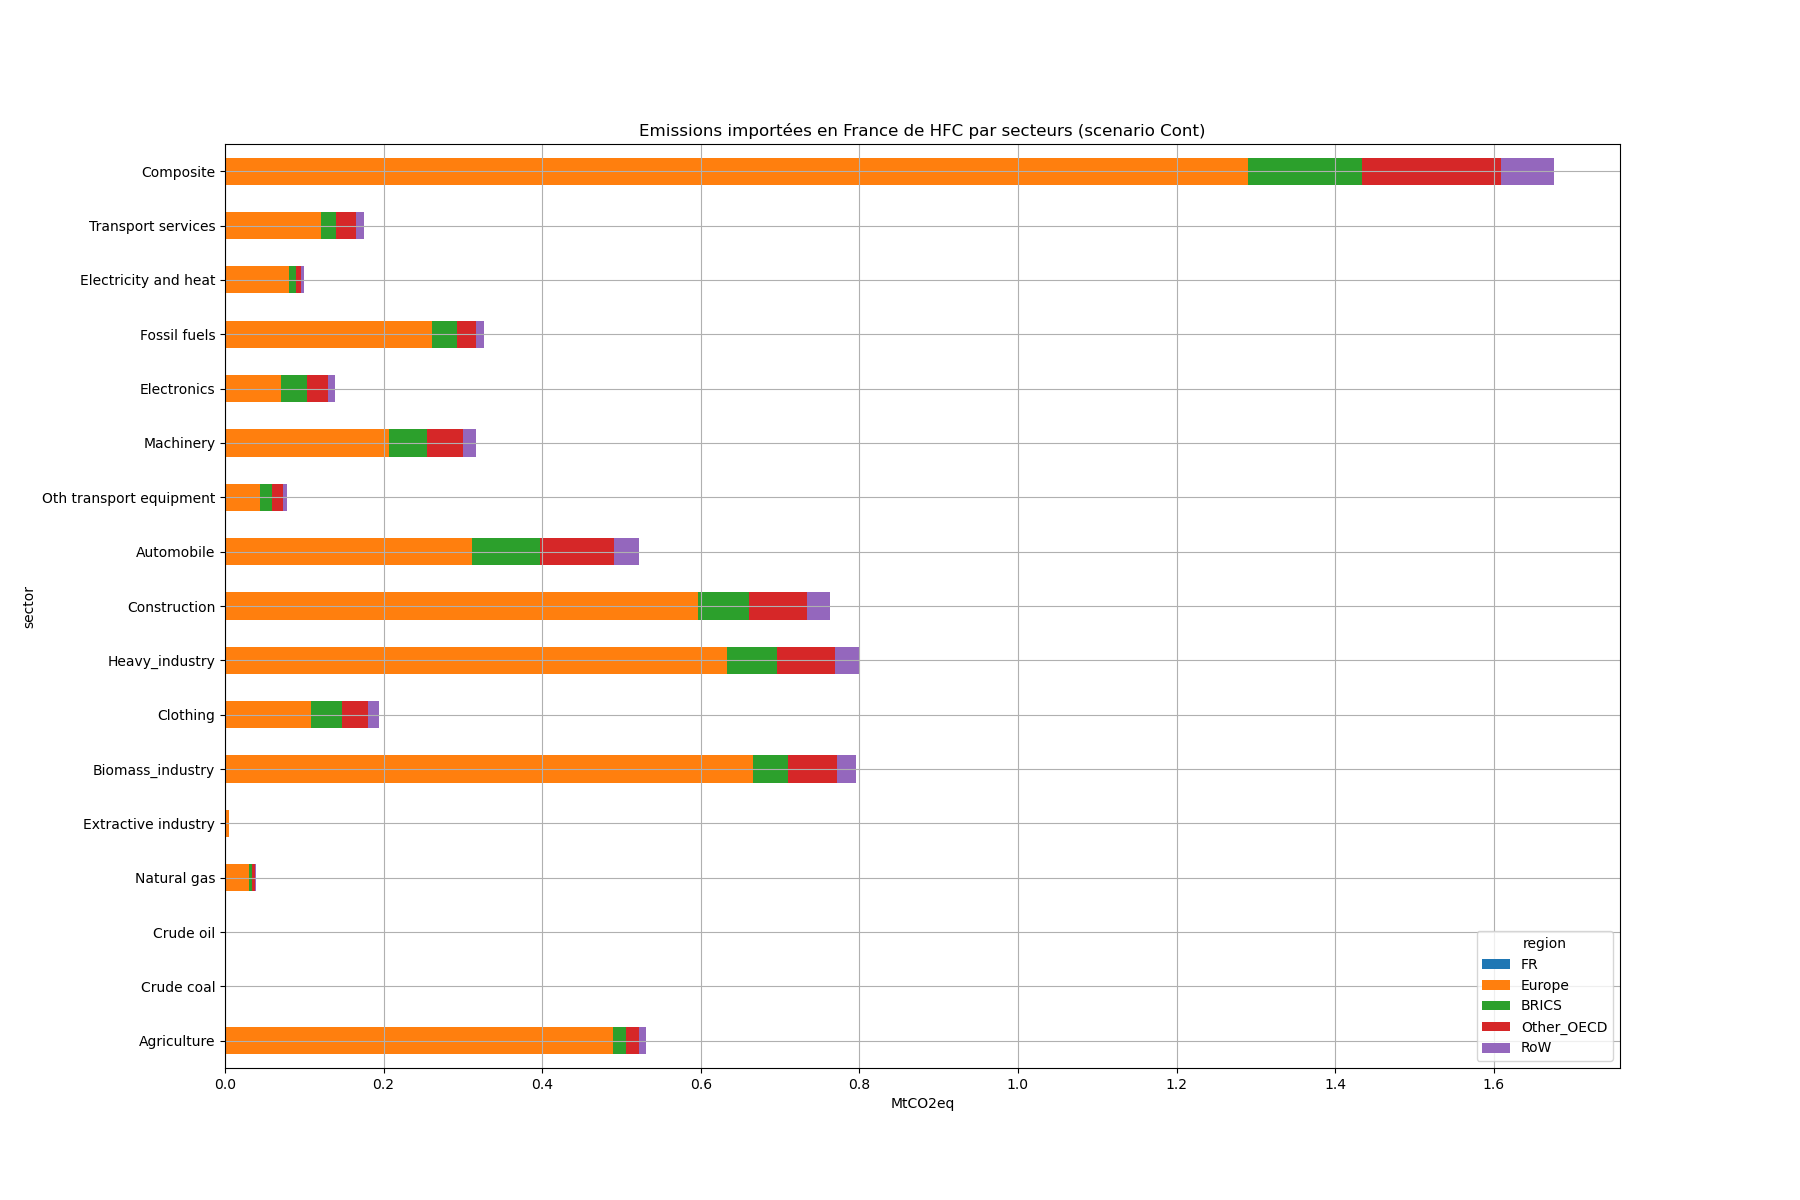 Emissions importées en France de HFC par secteurs (scenario Cont)
Composite
Transport services
Electricity and heat
Fossil fuels
Electronics
Machinery
Oth transport equipment
Automobile
Construction
Heavy_industry
Clothing
Biomass_industry
Extractive industry
Natural gas
Crude oil
Crude coal
Agriculture
sector
0.0 0.2 0.4 0.6 0.8 1.0 1.2 1.4 1.6
MtCO2eq
region
FR
Europe
BRICS
Other_OECD
RoW